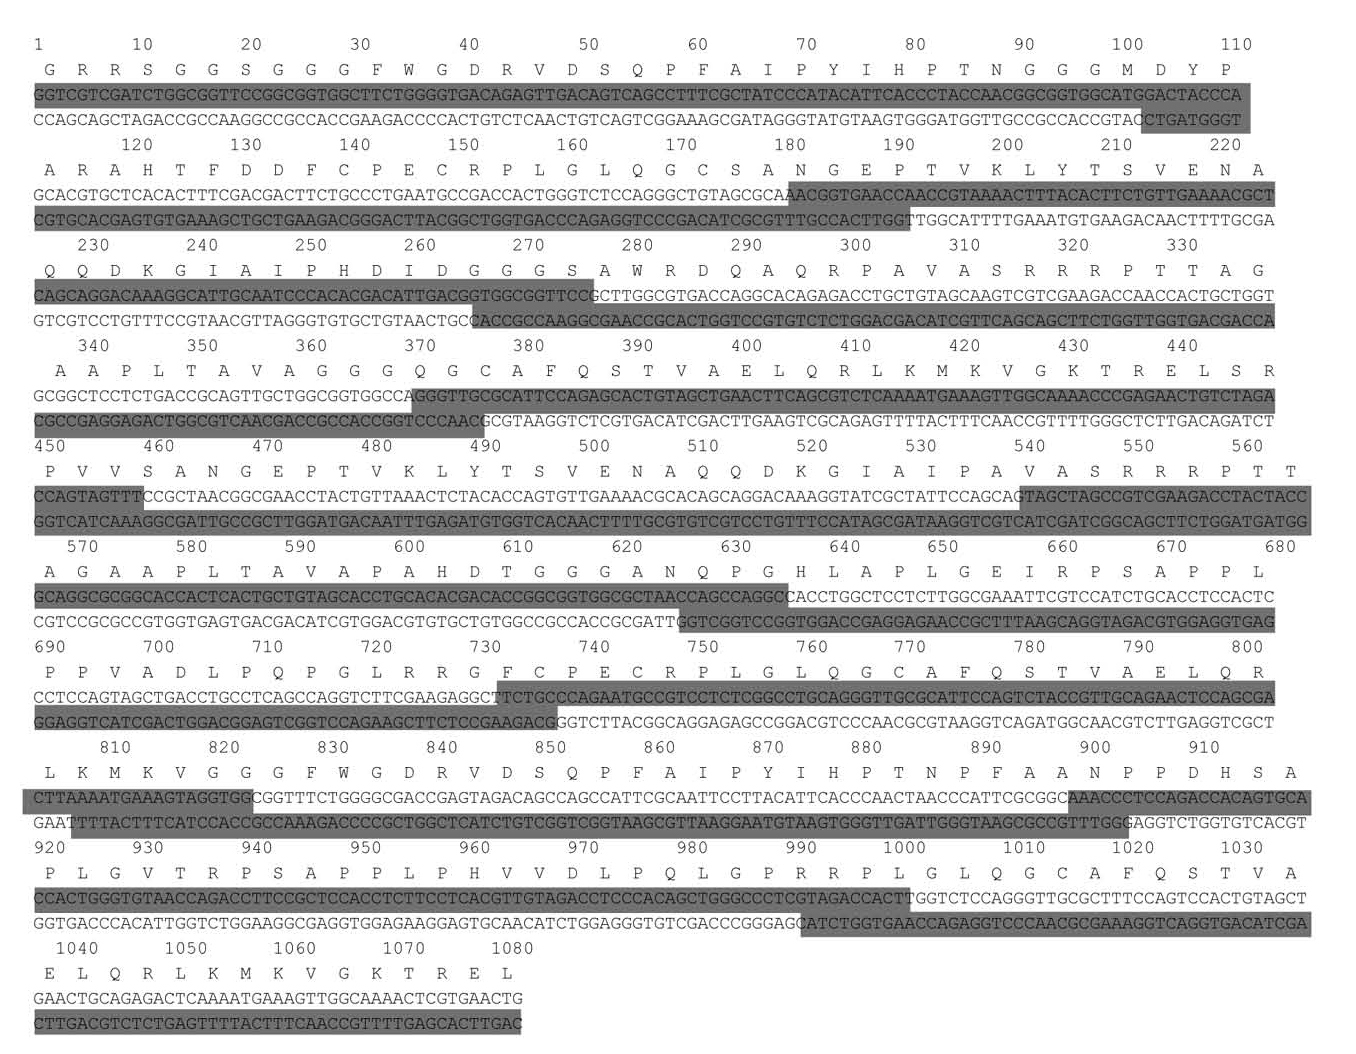 1 10 20 30 40 50 60 70 80 90 100 110
G R R S G G S G G G F W G D R V D S Q P F A I P Y I H P T N G G G M D Y P
GGTCGTCGATCTGGCGGTTCCGGCGGTGGCTTCTGGGGTGACAGAGTTGACAGTCAGCCTTTCGCTATCCCATACATTCACCCTACCAACGGCGGTGGCATGGACTACCCA
CCAGCAGCTAGACCGCCAAGGCCGCCACCGAAGACCCCACTGTCTCAACTGTCAGTCGGAAAGCGATAGGGTATGTAAGTGGGATGGTTGCCGCCACCGTACCTGATGGGT
120 130 140 150 160 170 180 190 200 210 220
A R A H T F D D F C P E C R P L G L Q G C S A N G E P T V K L Y T S V E N A
GCACGTGCTCACACTTTCGACGACTTCTGCCCTGAATGCCGACCACTGGGTCTCCAGGGCTGTAGCGCAAACGGTGAACCAACCGTAAAACTTTACACTTCTGTTGAAAACGCT
CGTGCACGAGTGTGAAAGCTGCTGAAGACGGGACTTACGGCTGGTGACCCAGAGGTCCCGACATCGCGTTTGCCACTTGGTTGGCATTTTGAAATGTGAAGACAACTTTTGCGA
230 240 250 260 270 280 290 300 310 320 330
Q Q D K G I A I P H D I D G G G S A W R D Q A Q R P A V A S R R R P T T A G
CAGCAGGACAAAGGCATTGCAATCCCACACGACATTGACGGTGGCGGTTCCGCTTGGCGTGACCAGGCACAGAGACCTGCTGTAGCAAGTCGTCGAAGACCAACCACTGCTGGT
GTCGTCCTGTTTCCGTAACGTTAGGGTGTGCTGTAACTGCCACCGCCAAGGCGAACCGCACTGGTCCGTGTCTCTGGACGACATCGTTCAGCAGCTTCTGGTTGGTGACGACCA
340 350 360 370 380 390 400 410 420 430 440
A A P L T A V A G G G Q G C A F Q S T V A E L Q R L K M K V G K T R E L S R
GCGGCTCCTCTGACCGCAGTTGCTGGCGGTGGCCAGGGTTGCGCATTCCAGAGCACTGTAGCTGAACTTCAGCGTCTCAAAATGAAAGTTGGCAAAACCCGAGAACTGTCTAGA
CGCCGAGGAGACTGGCGTCAACGACCGCCACCGGTCCCAACGCGTAAGGTCTCGTGACATCGACTTGAAGTCGCAGAGTTTTACTTTCAACCGTTTTGGGCTCTTGACAGATCT
450 460 470 480 490 500 510 520 530 540 550 560
P V V S A N G E P T V K L Y T S V E N A Q Q D K G I A I P A V A S R R R P T T
CCAGTAGTTTCCGCTAACGGCGAACCTACTGTTAAACTCTACACCAGTGTTGAAAACGCACAGCAGGACAAAGGTATCGCTATTCCAGCAGTAGCTAGCCGTCGAAGACCTACTACC
GGTCATCAAAGGCGATTGCCGCTTGGATGACAATTTGAGATGTGGTCACAACTTTTGCGTGTCGTCCTGTTTCCATAGCGATAAGGTCGTCATCGATCGGCAGCTTCTGGATGATGG
570 580 590 600 610 620 630 640 650 660 670 680
A G A A P L T A V A P A H D T G G G A N Q P G H L A P L G E I R P S A P P L
GCAGGCGCGGCACCACTCACTGCTGTAGCACCTGCACACGACACCGGCGGTGGCGCTAACCAGCCAGGCCACCTGGCTCCTCTTGGCGAAATTCGTCCATCTGCACCTCCACTC
CGTCCGCGCCGTGGTGAGTGACGACATCGTGGACGTGTGCTGTGGCCGCCACCGCGATTGGTCGGTCCGGTGGACCGAGGAGAACCGCTTTAAGCAGGTAGACGTGGAGGTGAG
690 700 710 720 730 740 750 760 770 780 790 800
P P V A D L P Q P G L R R G F C P E C R P L G L Q G C A F Q S T V A E L Q R
CCTCCAGTAGCTGACCTGCCTCAGCCAGGTCTTCGAAGAGGCTTCTGCCCAGAATGCCGTCCTCTCGGCCTGCAGGGTTGCGCATTCCAGTCTACCGTTGCAGAACTCCAGCGA
GGAGGTCATCGACTGGACGGAGTCGGTCCAGAAGCTTCTCCGAAGACGGGTCTTACGGCAGGAGAGCCGGACGTCCCAACGCGTAAGGTCAGATGGCAACGTCTTGAGGTCGCT
810 820 830 840 850 860 870 880 890 900 910
L K M K V G G G F W G D R V D S Q P F A I P Y I H P T N P F A A N P P D H S A
CTTAAAATGAAAGTAGGTGGCGGTTTCTGGGGCGACCGAGTAGACAGCCAGCCATTCGCAATTCCTTACATTCACCCAACTAACCCATTCGCGGCAAACCCTCCAGACCACAGTGCA
GAATTTTACTTTCATCCACCGCCAAAGACCCCGCTGGCTCATCTGTCGGTCGGTAAGCGTTAAGGAATGTAAGTGGGTTGATTGGGTAAGCGCCGTTTGGGAGGTCTGGTGTCACGT
920 930 940 950 960 970 980 990 1000 1010 1020 1030
P L G V T R P S A P P L P H V V D L P Q L G P R R P L G L Q G C A F Q S T V A
CCACTGGGTGTAACCAGACCTTCCGCTCCACCTCTTCCTCACGTTGTAGACCTCCCACAGCTGGGCCCTCGTAGACCACTTGGTCTCCAGGGTTGCGCTTTCCAGTCCACTGTAGCT
GGTGACCCACATTGGTCTGGAAGGCGAGGTGGAGAAGGAGTGCAACATCTGGAGGGTGTCGACCCGGGAGCATCTGGTGAACCAGAGGTCCCAACGCGAAAGGTCAGGTGACATCGA
1040 1050 1060 1070 1080
E L Q R L K M K V G K T R E L
GAACTGCAGAGACTCAAAATGAAAGTTGGCAAAACTCGTGAACTG
CTTGACGTCTCTGAGTTTTACTTTCAACCGTTTTGAGCACTTGAC